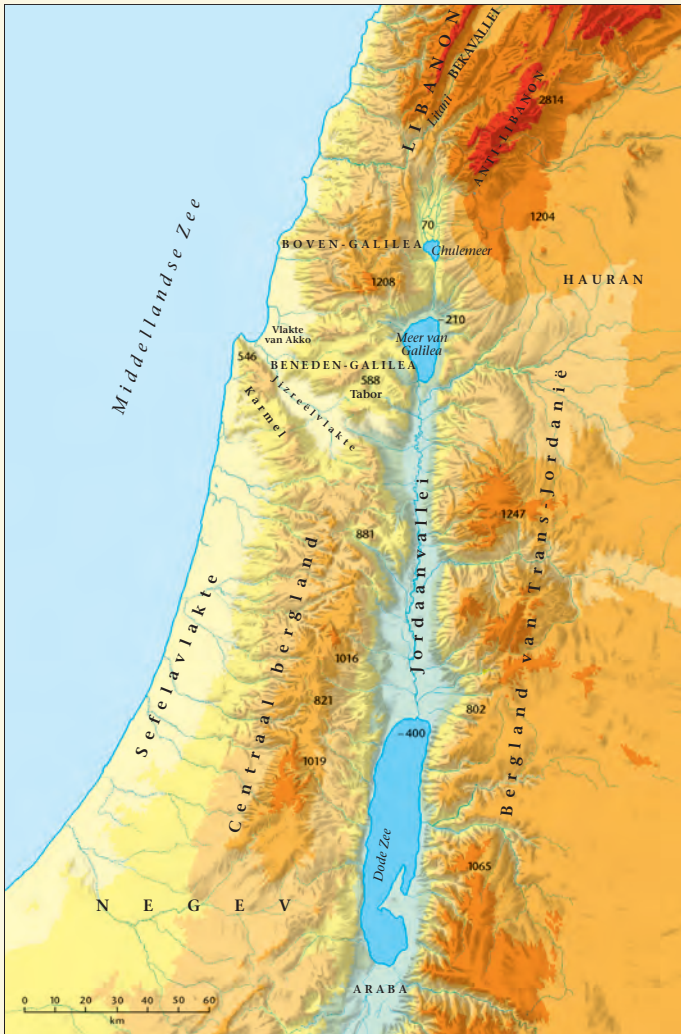 LIBANON
BEKAVALLEI
Litani
2814
ANTI-LIBANON
1204
70
BOVEN-GALILEA
Chulemeer
HAURAN
1208
Middellandse Zee
-210
Vlakte
van Akko
Meer van
Galilea
546
BENEDEN-GALILEA
588
Tabor
Jizreëlvlakte
Karmel
Jordaanvallei
Bergland van Trans-Jordanië
1247
881
Centraal bergland
Sefelavlakte
1016
821
802
-400
1019
Dode Zee
1065
NEGEV
ARABA
0 10 20 30 40 50 60
km